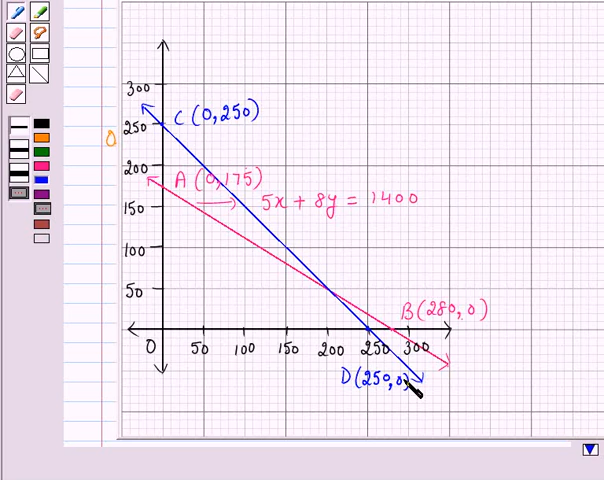 300
C (0,250)
250
200
A (0,175)
5x + 8y = 1400
150
100
50
B(280,0)
0 50 100 150 200 250 300
D(250,0)